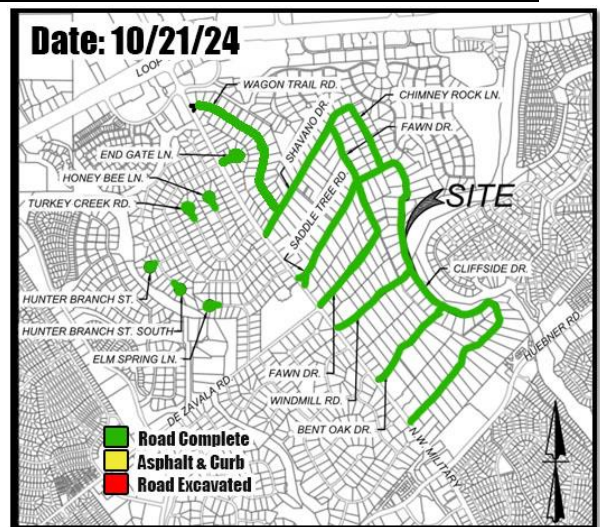 Date: 10/21/24
LOOP
WAGON TRAIL RD.
CHIMNEY ROCK LN.
SHAVANO DR.
FAWN DR.
END GATE LN.
HONEY BEE LN.
SADDLE TREE RD
SITE
TURKEY CREEK RD.
CLIFFSIDE DR.
HUNTER BRANCH ST.
HUNTER BRANCH ST. SOUTH
HUEBNER RD
ELM SPRING LN.
FAWN DR.
DE ZAVALA RD
WINDMILL RD.
BENT OAK DR.
N.W. MILITARY
Road Complete
Asphalt & Curb
Road Excavated